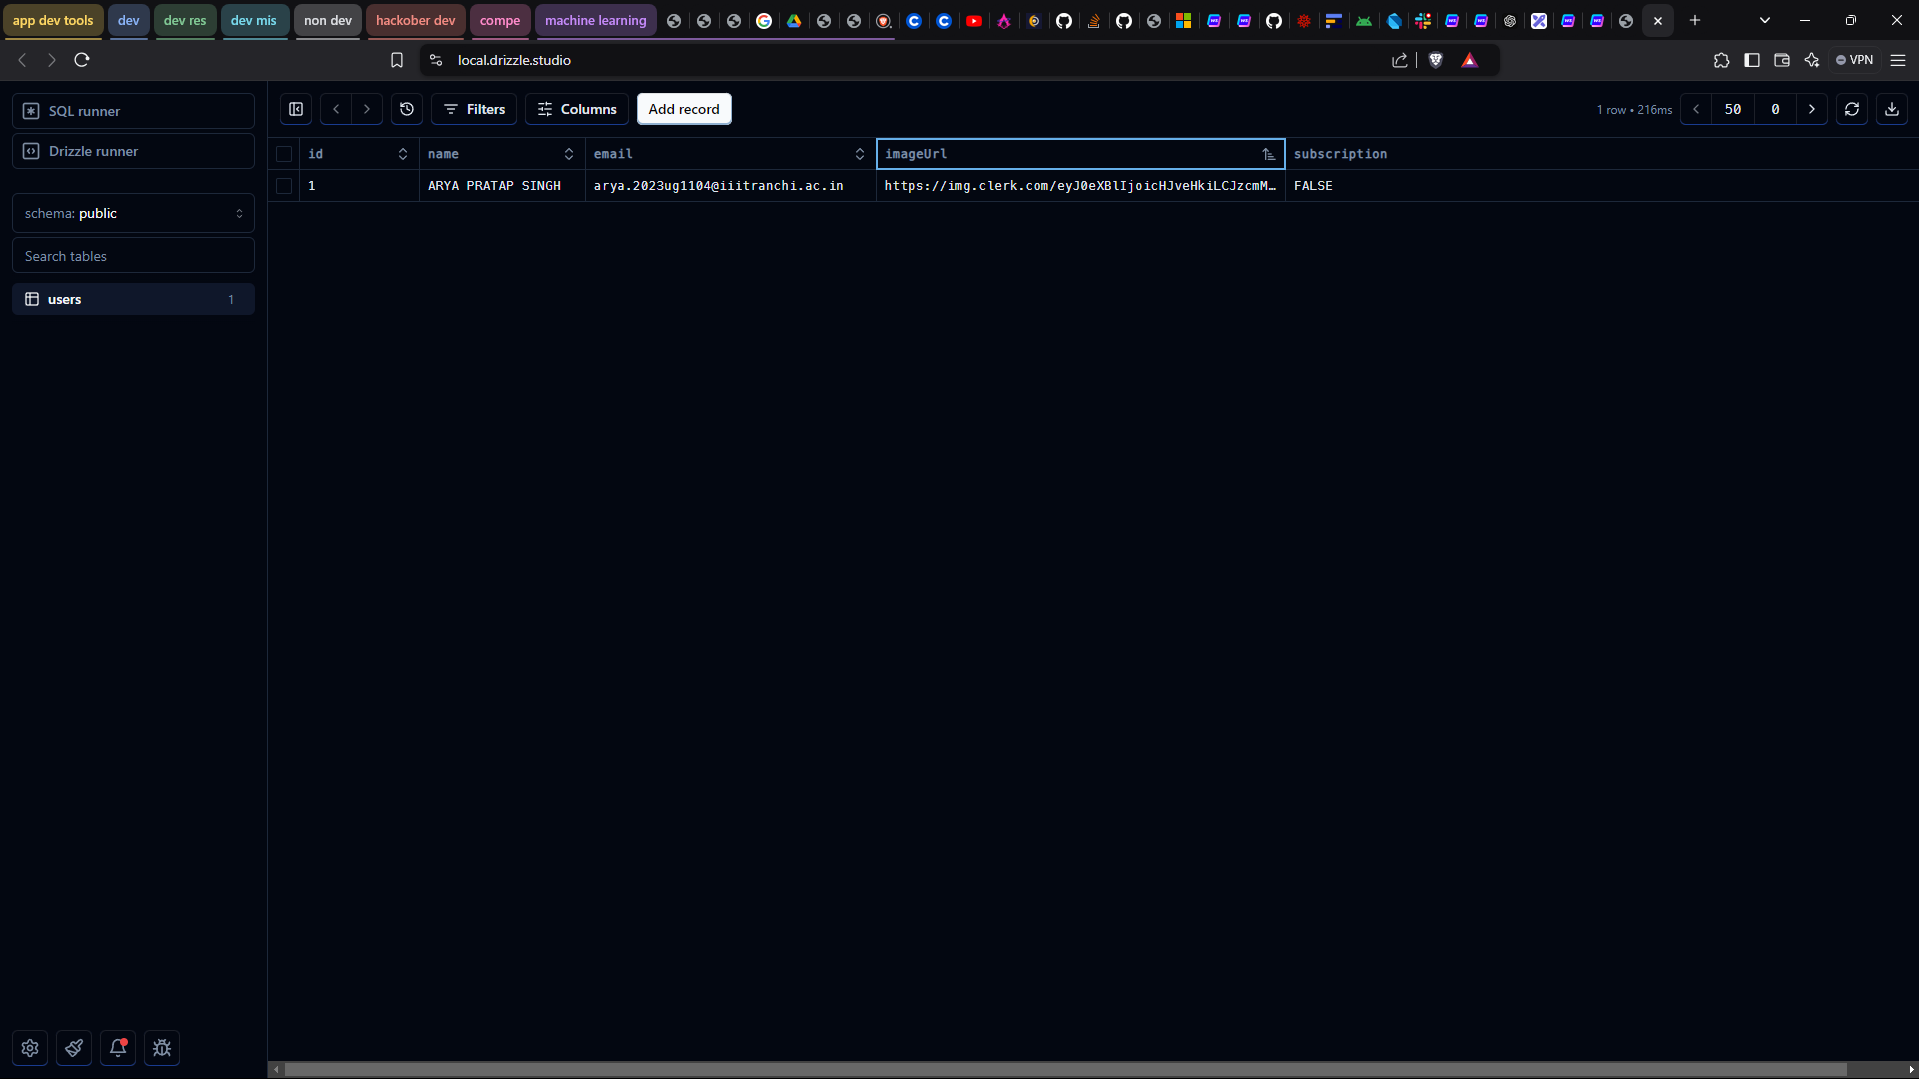 app dev tools dev dev res dev mis non dev hackober dev compe machine learning
local.drizzle.studio VPN
SQL runner
Drizzle runner
schema: public
Search tables
users 1
Filters Columns Add record 1 row • 216ms 50 0
id name email imageUrl subscription
1 ARYA PRATAP SINGH arya.2023ug1104@iiitranchi.ac.in https://img.clerk.com/eyJ0eXBlIjoicHJveHkiLCJzcmM… FALSE